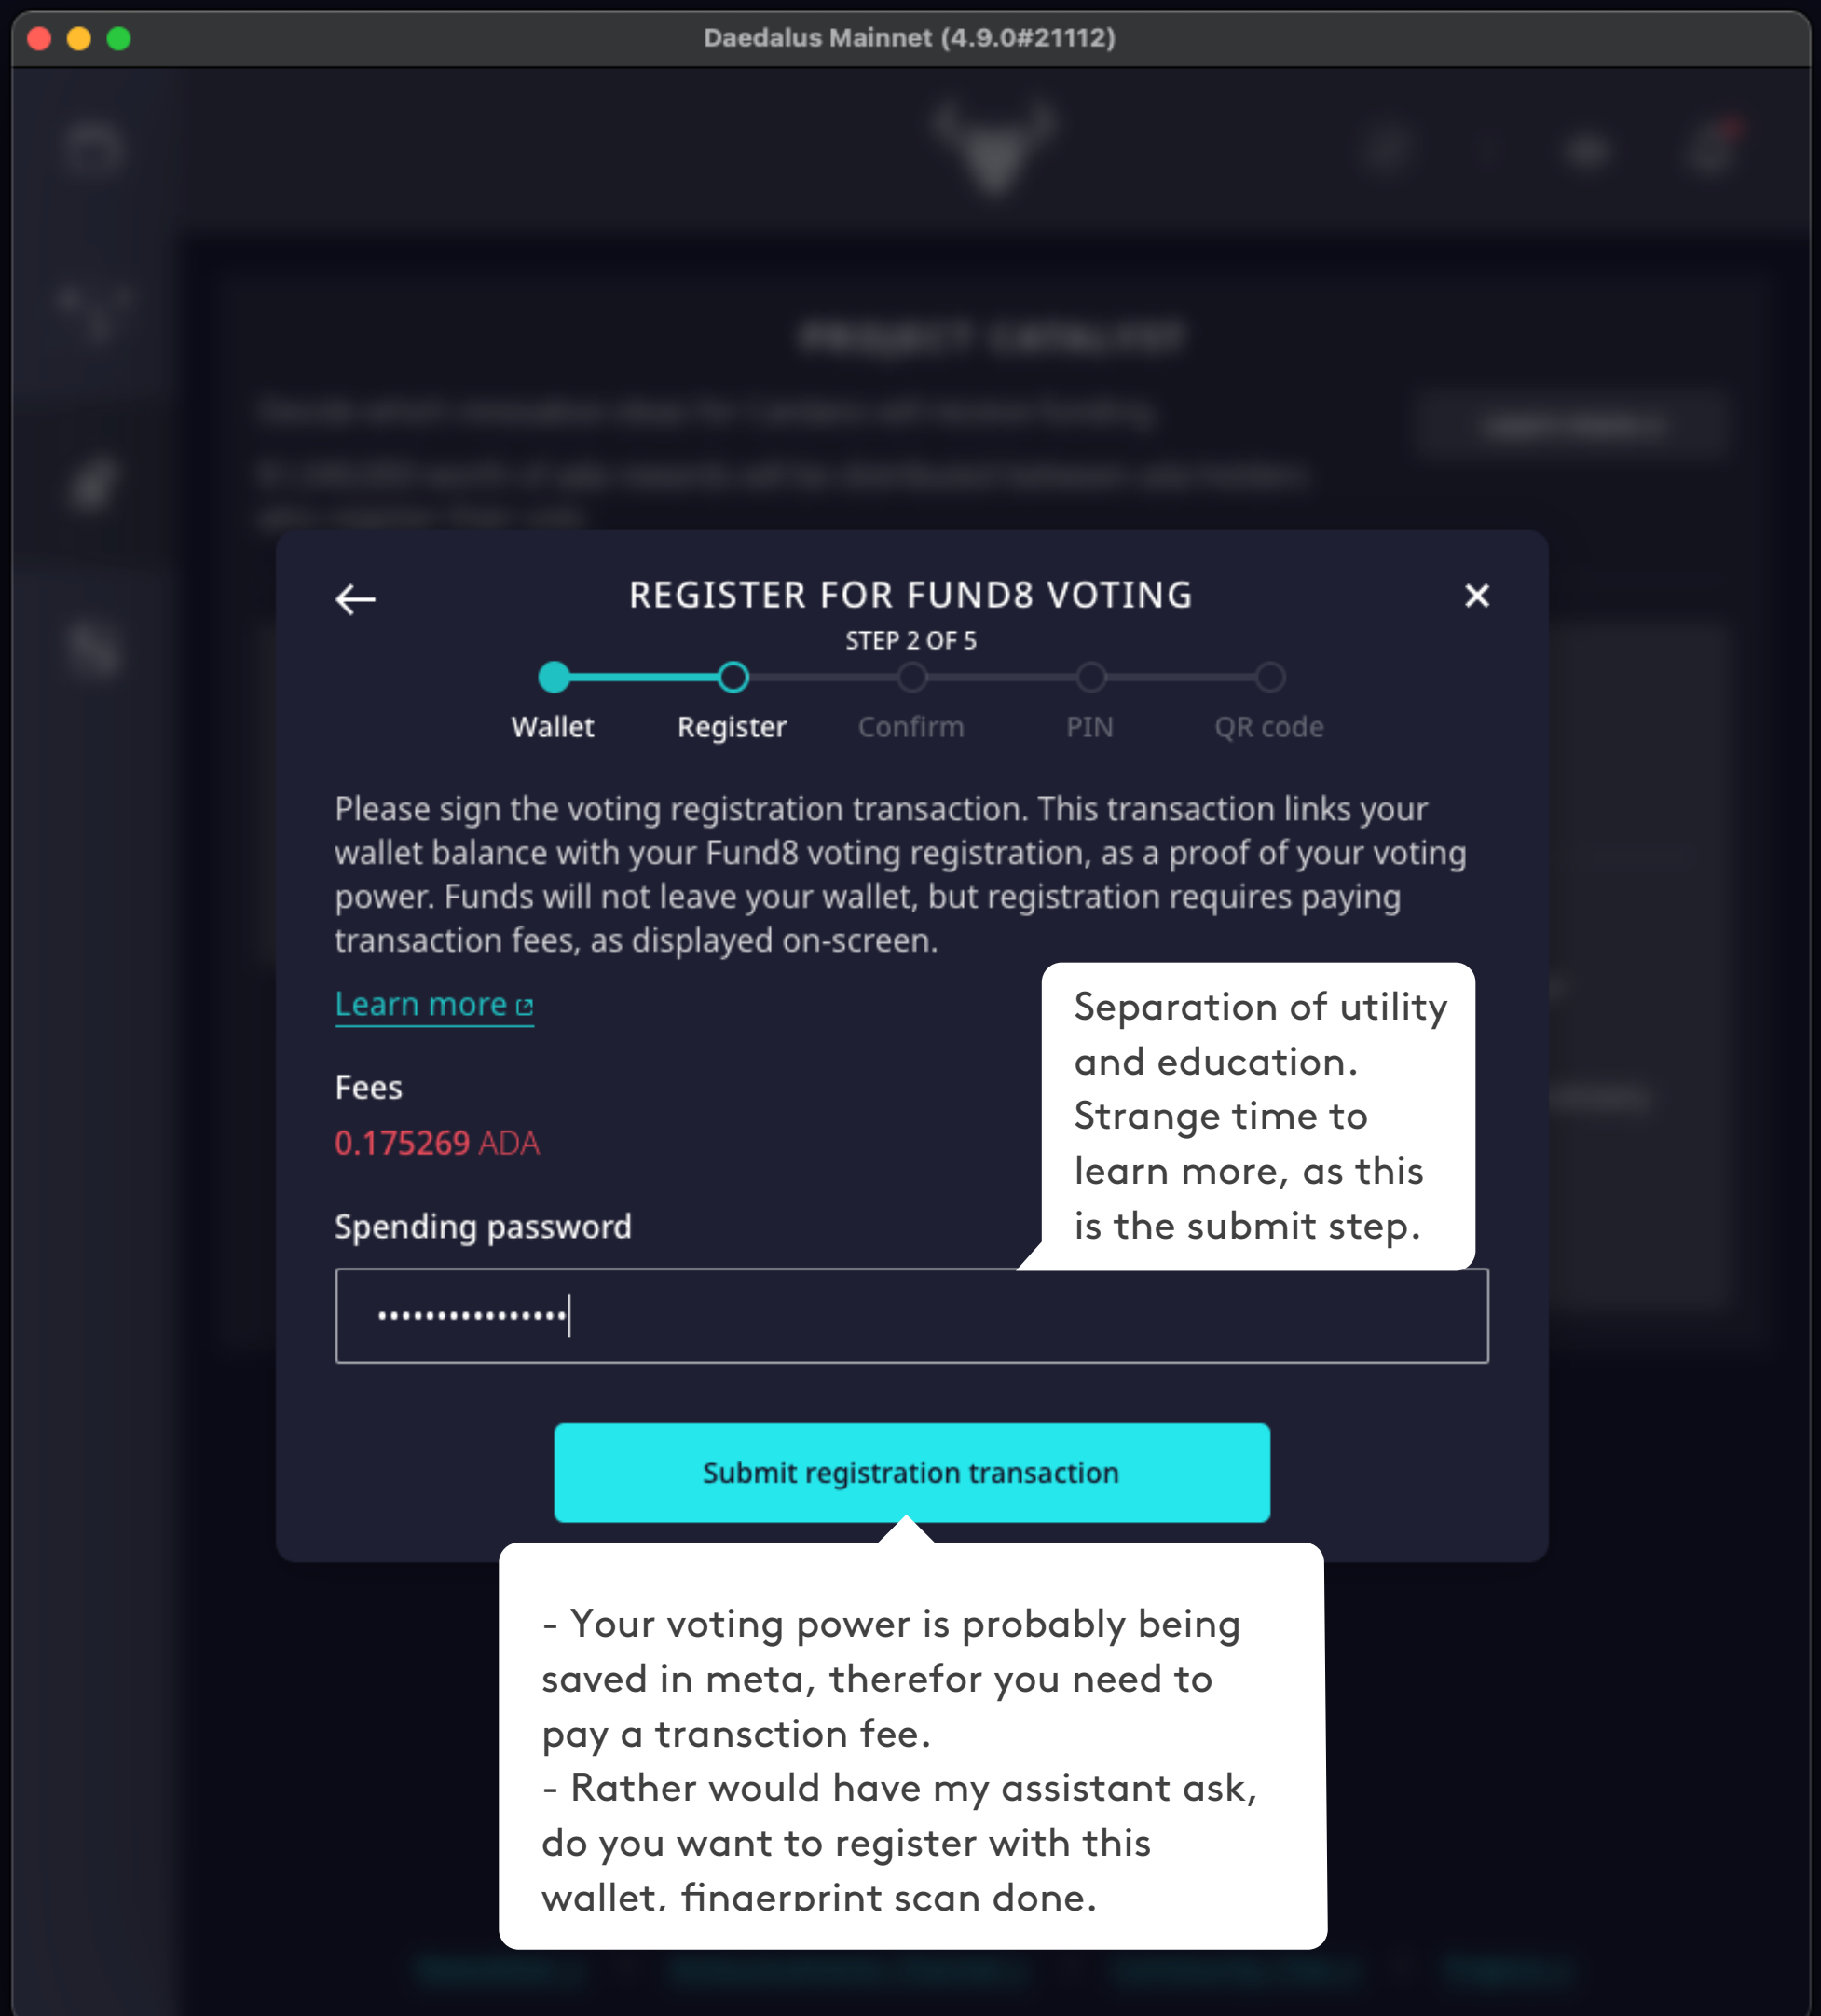 Daedalus Mainnet (4.9.0#21112)
PROJECT CATALYST
REGISTER FOR FUND8 VOTING
STEP 2 OF 5
Wallet Register Confirm PIN QR code
Please sign the voting registration transaction. This transaction links your
wallet balance with your Fund8 voting registration, as a proof of your voting
power. Funds will not leave your wallet, but registration requires paying
transaction fees, as displayed on-screen.
Learn more
Fees
0.175269 ADA
Separation of utility
and education.
Strange time to
learn more, as this
is the submit step.
Spending password
Submit registration transaction
- Your voting power is probably being
saved in meta, therefor you need to
pay a transction fee.
- Rather would have my assistant ask,
do you want to register with this
wallet, fingerprint scan done.